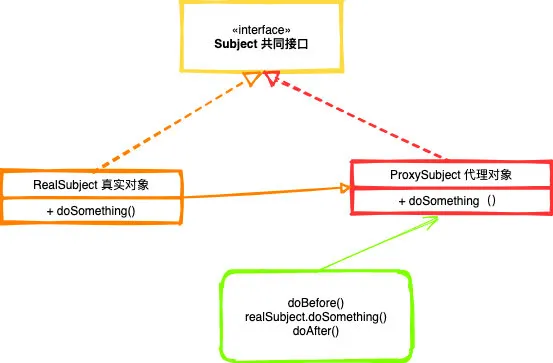 «interface»
Subject 共同接口
RealSubject 真实对象
+ doSomething()
ProxySubject 代理对象
+ doSomething（）
doBefore()
realSubject.doSomething()
doAfter()